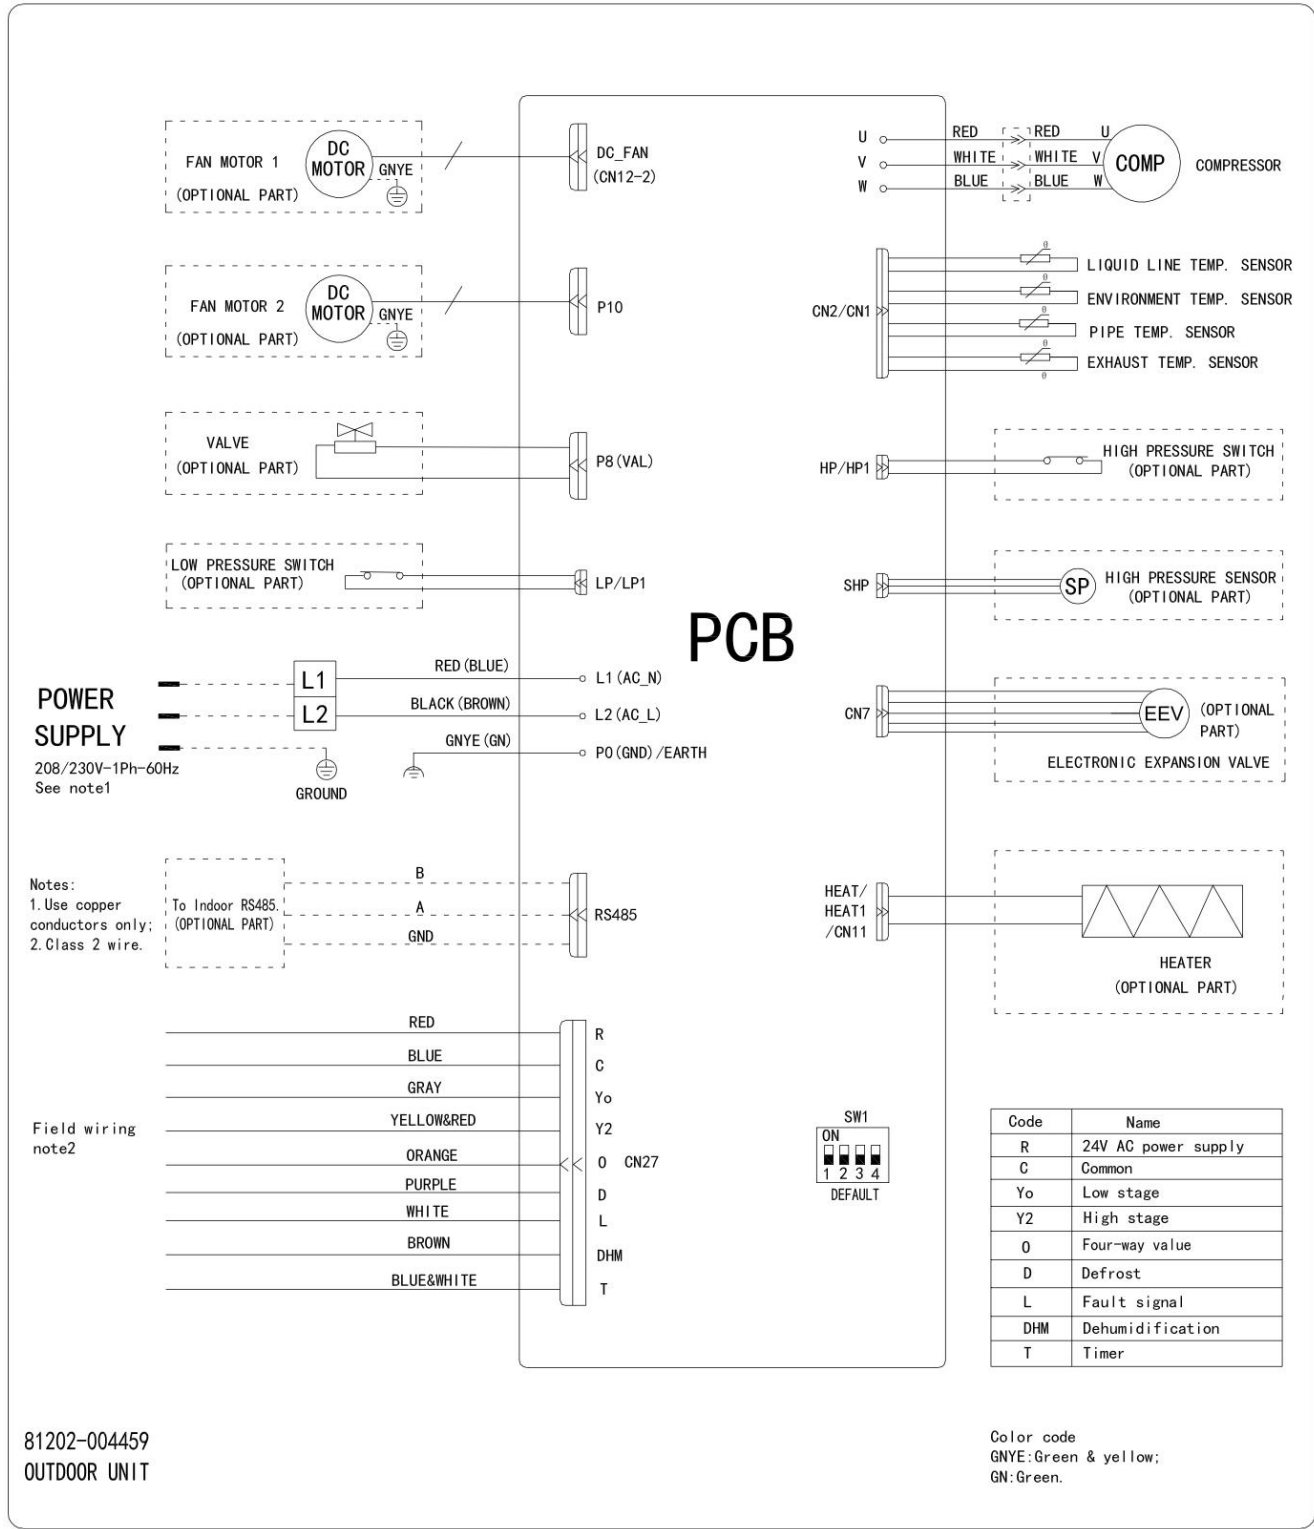 FAN MOTOR 1
(OPTIONAL PART)
DC
MOTOR
GNYE
DC_FAN
(CN12-2)
FAN MOTOR 2
(OPTIONAL PART)
DC
MOTOR
GNYE
P10
VALVE
(OPTIONAL PART)
P8(VAL)
LOW PRESSURE SWITCH
(OPTIONAL PART)
LP/LP1
POWER
SUPPLY
208/230V-1Ph-60Hz
See note1
L1
L2
GROUND
RED(BLUE)
BLACK(BROWN)
GNYE(GN)
L1(AC_N)
L2(AC_L)
PO(GND)/EARTH
Notes:
1.Use copper
conductors only;
2.Class 2 wire.
To Indoor RS485.
(OPTIONAL PART)
B
A
GND
RS485
Field wiring
note2
RED
BLUE
GRAY
YELLOW&RED
ORANGE
PURPLE
WHITE
BROWN
BLUE&WHITE
R
C
Yo
Y2
O CN27
D
L
DHM
T
PCB
U RED RED U
V WHITE WHITE V
W BLUE BLUE W
COMP
COMPRESSOR
CN2/CN1
θ
LIQUID LINE TEMP. SENSOR
θ
ENVIRONMENT TEMP. SENSOR
θ
PIPE TEMP. SENSOR
θ
EXHAUST TEMP. SENSOR
θ
HP/HP1
HIGH PRESSURE SWITCH
(OPTIONAL PART)
SHP
SP
HIGH PRESSURE SENSOR
(OPTIONAL PART)
CN7
EEV
(OPTIONAL
PART)
ELECTRONIC EXPANSION VALVE
HEAT/
HEAT1
/CN11
HEATER
(OPTIONAL PART)
SW1
ON
1 2 3 4
DEFAULT
Code Name
R 24V AC power supply
C Common
Yo Low stage
Y2 High stage
O Four-way value
D Defrost
L Fault signal
DHM Dehumidification
T Timer
81202-004459
OUTDOOR UNIT
Color code
GNYE:Green & yellow;
GN:Green.